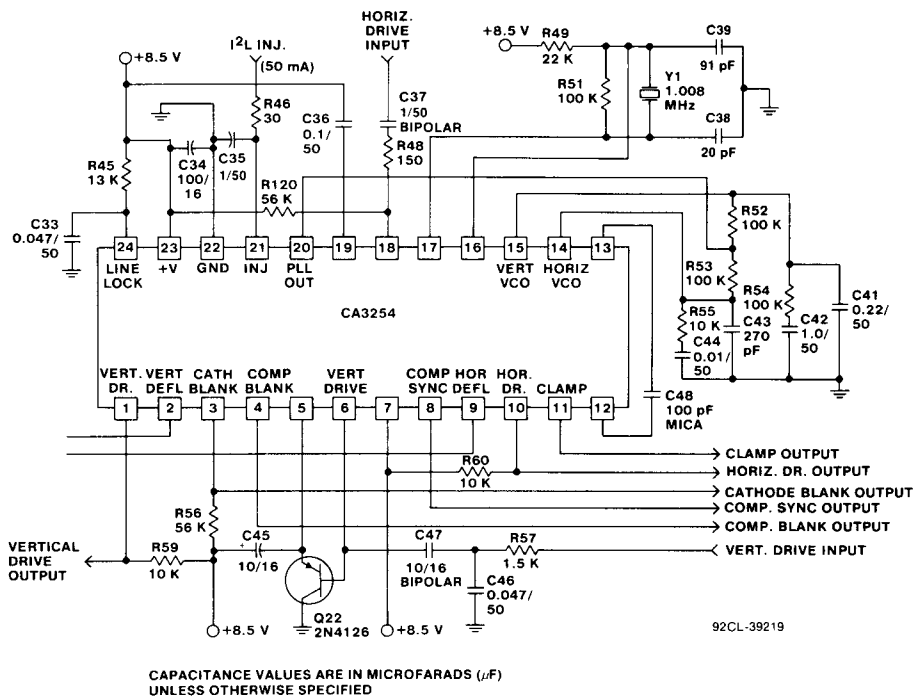 HORIZ.
DRIVE
INPUT
+8.5 V
I²L INJ.
(50 mA)
+8.5 V
R49
22 K
C39
91 pF
R51
100 K
Y1
1.008
MHz
C38
20 pF
R46
30
C36
0.1/
50
C37
1/50
BIPOLAR
R48
150
R45
13 K
C34
100/
16
C35
1/50
R120
56 K
C33
0.047/
50
R52
100 K
R53
100 K
R54
100 K
R55
10 K
C44
0.01/
50
C43
270
pF
C42
1.0/
50
C41
0.22/
50
24 23 22 21 20 19 18 17 16 15 14 13
LINE
LOCK
+V
GND
INJ
PLL
OUT
VERT
VCO
HORIZ
VCO
CA3254
VERT.
DR.
VERT
DEFL
CATH
BLANK
COMP
BLANK
VERT
DRIVE
COMP
SYNC
HOR
DEFL
HOR.
DR.
CLAMP
1 2 3 4 5 6 7 8 9 10 11 12
C48
100 pF
MICA
CLAMP OUTPUT
R60
10 K
HORIZ. DR. OUTPUT
CATHODE BLANK OUTPUT
COMP. SYNC OUTPUT
COMP. BLANK OUTPUT
VERT. DRIVE INPUT
R56
56 K
C45
+
10/16
C47
10/16
BIPOLAR
R57
1.5 K
C46
0.047/
50
VERTICAL
DRIVE
OUTPUT
R59
10 K
Q22
2N4126
+8.5 V
+8.5 V
92CL-39219
CAPACITANCE VALUES ARE IN MICROFARADS (μF)
UNLESS OTHERWISE SPECIFIED